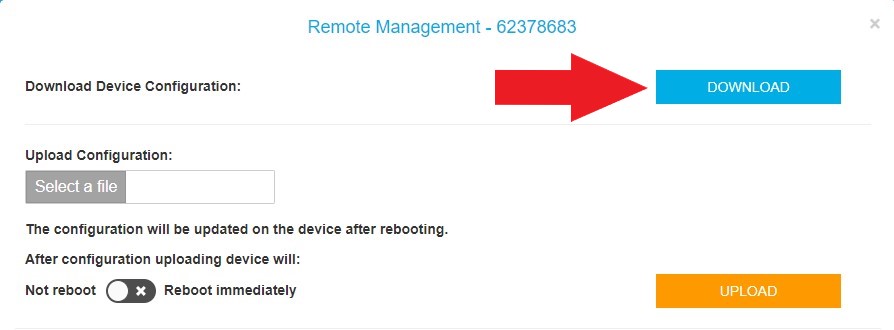 Remote Management - 62378683
×
Download Device Configuration:
DOWNLOAD
Upload Configuration:
Select a file
The configuration will be updated on the device after rebooting.
After configuration uploading device will:
Not reboot Reboot immediately
UPLOAD